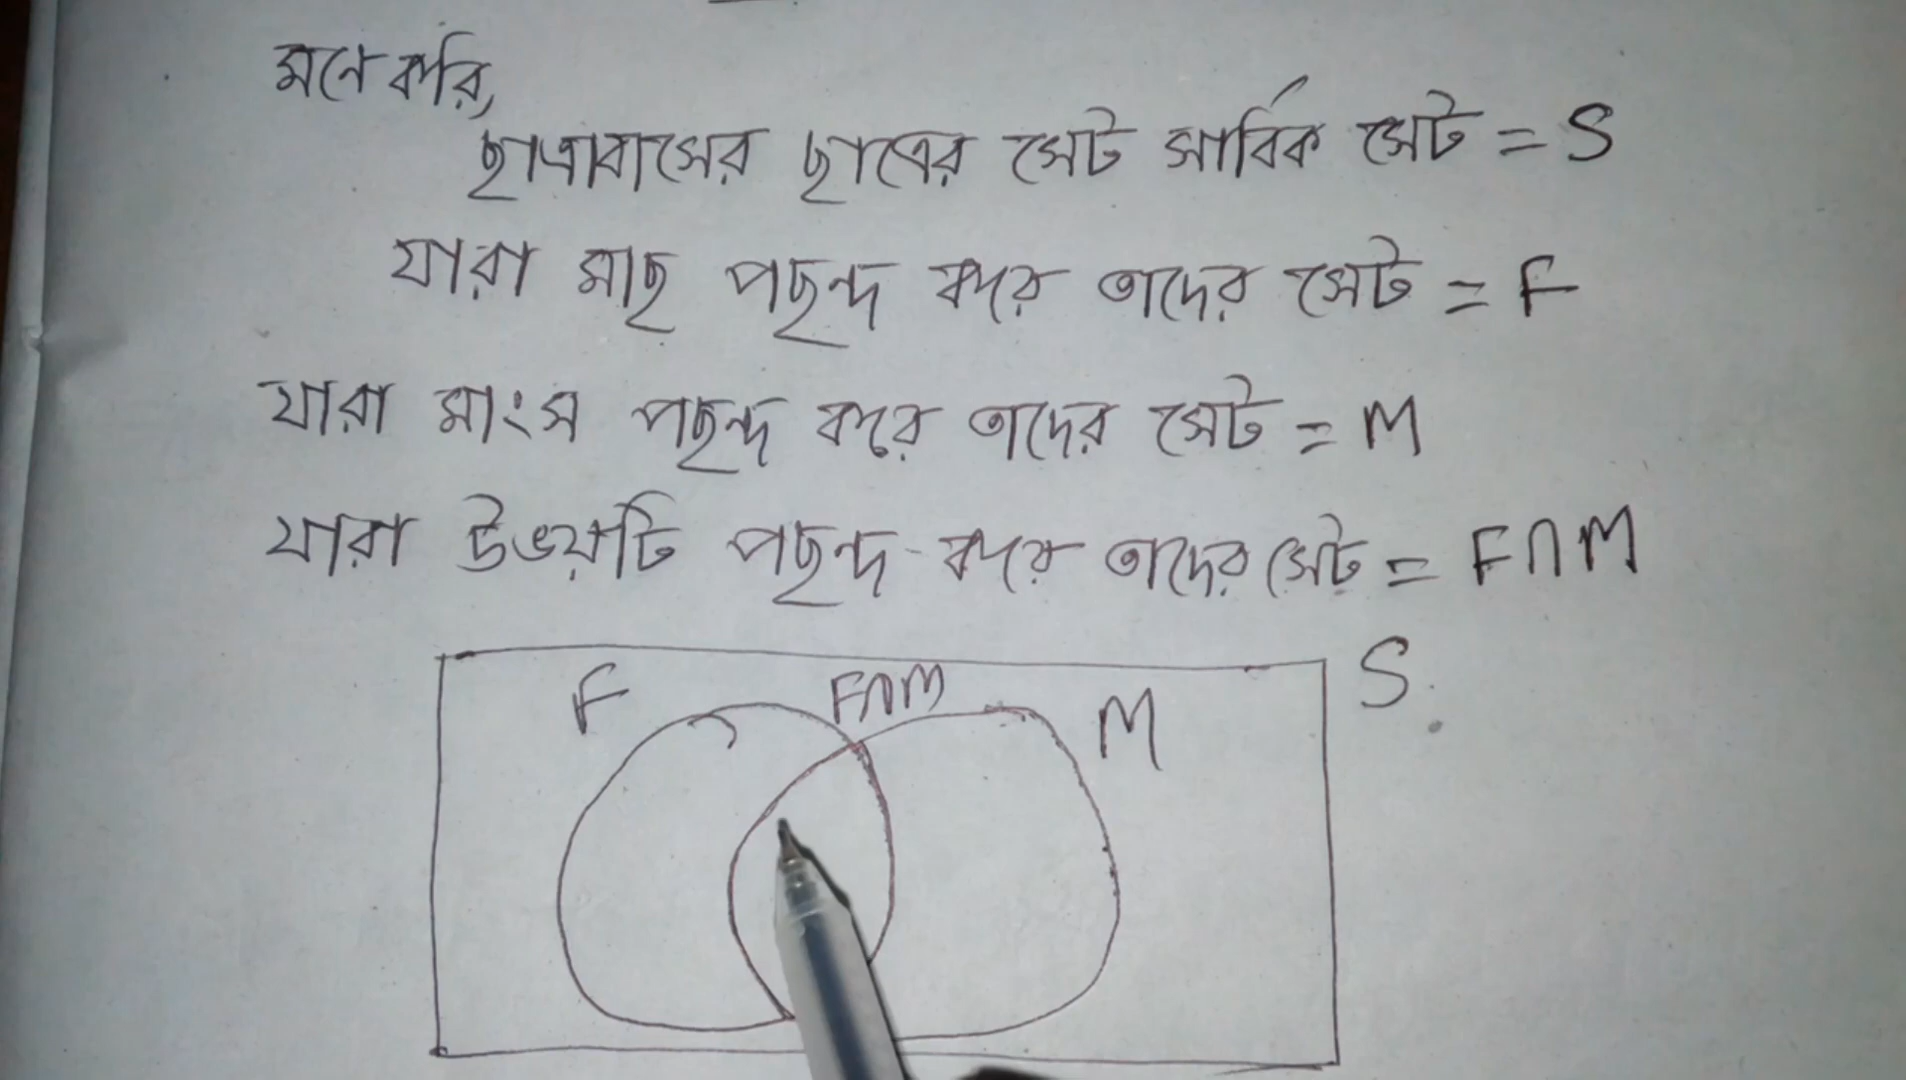 মনে করি,
ছাত্রাবাসের ছাত্রের সেট সার্বিক সেট = S
যারা মাছ পছন্দ করে তাদের সেট = F
যারা মাংস পছন্দ করে তাদের সেট = M
যারা উভয়টি পছন্দ করে তাদের সেট = F∩M
F F∩M M S